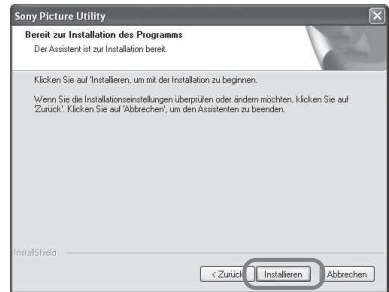 Sony Picture Utility
Bereit zur Installation des Programms
Der Assistent ist zur Installation bereit.
Klicken Sie auf 'Installieren, um mit der Installation zu beginnen.
Wenn Sie die Installationseinstellungen überprüfen oder ändern möchten, klicken Sie auf
'Zurück'. Klicken Sie auf 'Abbrechen', um den Assistenten zu beenden.
InstallShield
< Zurück Installieren Abbrechen